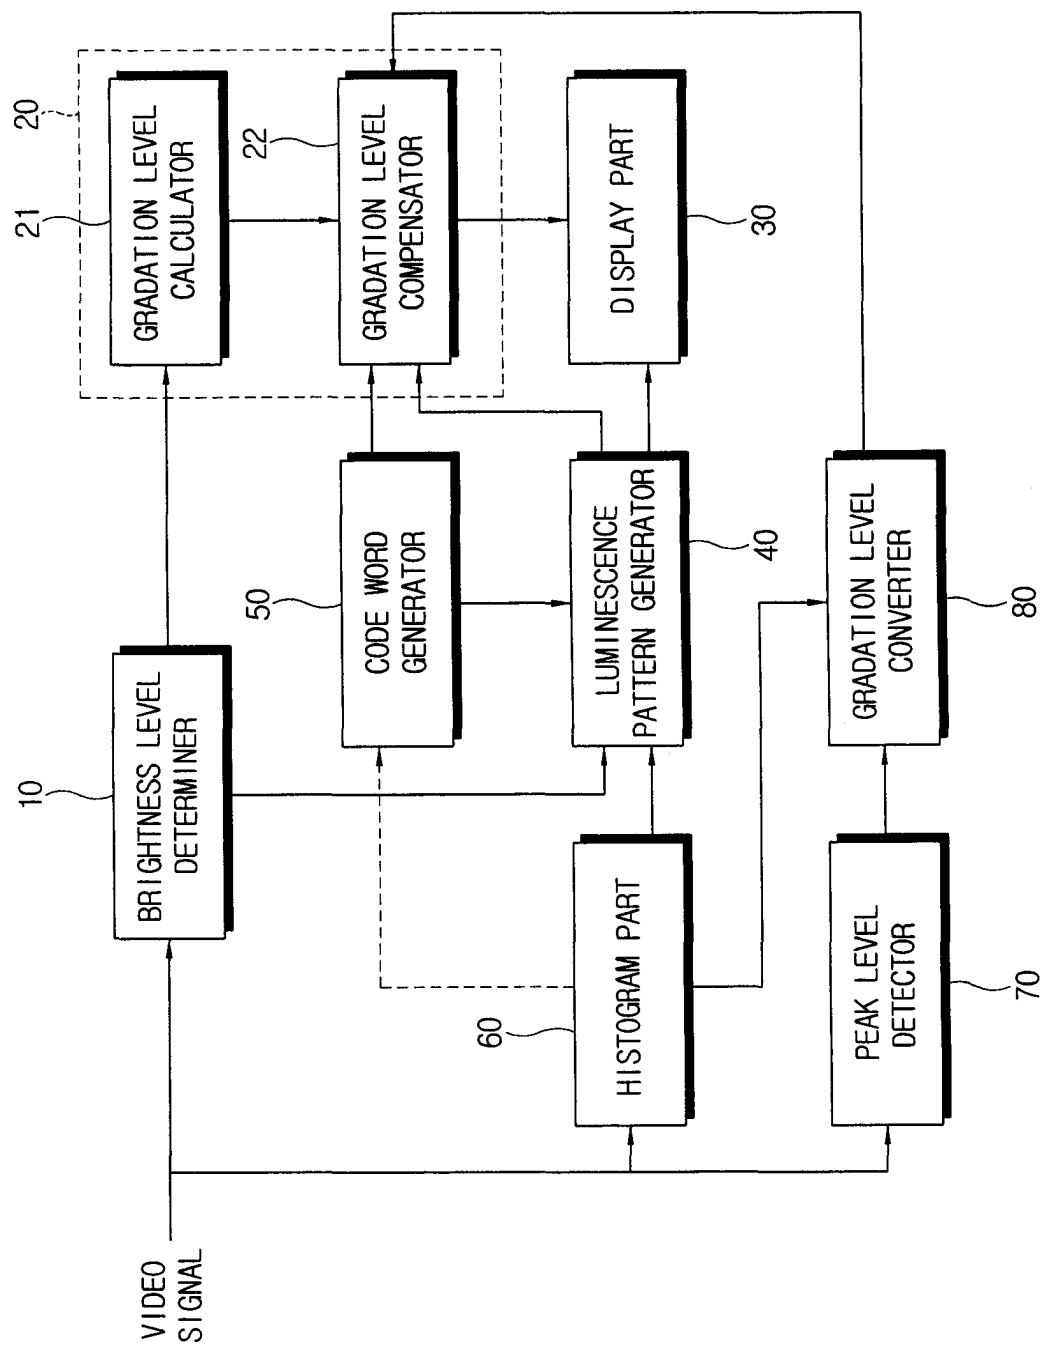 VIDEO
SIGNAL
10
BRIGHTNESS LEVEL
DETERMINER
20
21
GRADATION LEVEL
CALCULATOR
22
GRADATION LEVEL
COMPENSATOR
50
CODE WORD
GENERATOR
60
HISTOGRAM PART
LUMINESCENCE
PATTERN GENERATOR
40
DISPLAY PART
30
PEAK LEVEL
DETECTOR
70
GRADATION LEVEL
CONVERTER
80